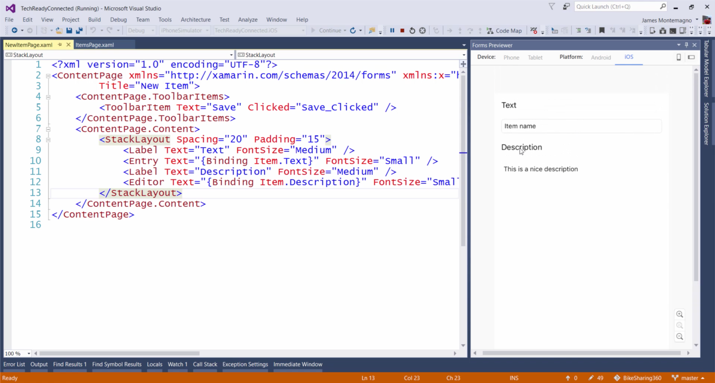 TechReadyConnected (Running) - Microsoft Visual Studio
Quick Launch (Ctrl+Q)
File Edit View Project Build Debug Team Tools Architecture Test Analyze Window Help
James Montemagno
Debug
iPhoneSimulator
TechReadyConnected.iOS
Continue
Code Map
NewItemPage.xaml
ItemsPage.xaml
StackLayout
StackLayout
1 <?xml version="1.0" encoding="UTF-8"?>
2 <ContentPage xmlns="http://xamarin.com/schemas/2014/forms" xmlns:x="h
3 Title="New Item">
4 <ContentPage.ToolbarItems>
5 <ToolbarItem Text="Save" Clicked="Save_Clicked" />
6 </ContentPage.ToolbarItems>
7 <ContentPage.Content>
8 <StackLayout Spacing="20" Padding="15">
9 <Label Text="Text" FontSize="Medium" />
10 <Entry Text="{Binding Item.Text}" FontSize="Small" />
11 <Label Text="Description" FontSize="Medium" />
12 <Editor Text="{Binding Item.Description}" FontSize="Smal
13 </StackLayout>
14 </ContentPage.Content>
15 </ContentPage>
16
100 %
Forms Previewer
Device: Phone Tablet Platform: Android iOS
Text
Item name
Description
This is a nice description
Tabular Model Explorer
Solution Explorer
Error List Output Find Results 1 Find Symbol Results Locals Watch 1 Call Stack Exception Settings Immediate Window
Ready Ln 13 Col 23 Ch 23 INS 0 49 BikeSharing360 master